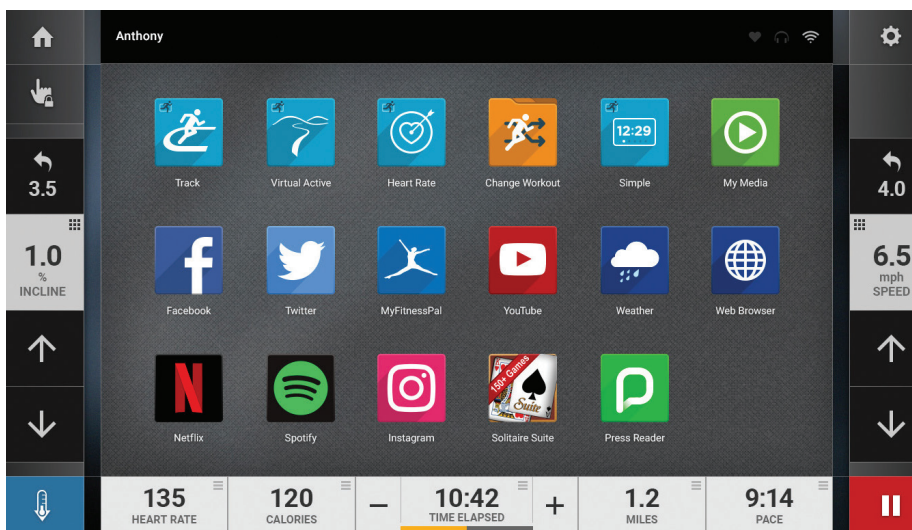 Anthony
3.5
1.0
%
INCLINE
12:29
Track
Virtual Active
Heart Rate
Change Workout
Simple
My Media
4.0
6.5
mph
SPEED
Facebook
Twitter
MyFitnessPal
YouTube
Weather
Web Browser
150+ Games
Suite
Netflix
Spotify
Instagram
Solitaire Suite
Press Reader
135
HEART RATE
120
CALORIES
10:42
TIME ELAPSED
1.2
MILES
9:14
PACE